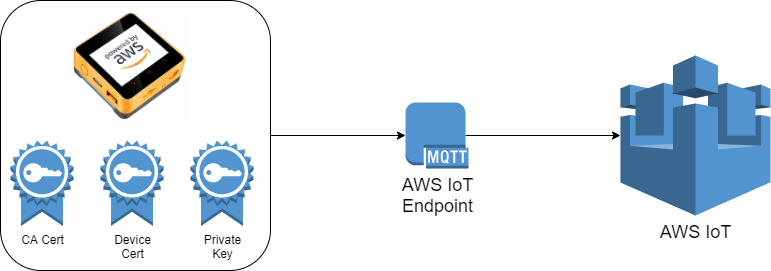 powered by
aws
MQTT
AWS IoT
Endpoint
AWS IoT
CA Cert
Device
Cert
Private
Key